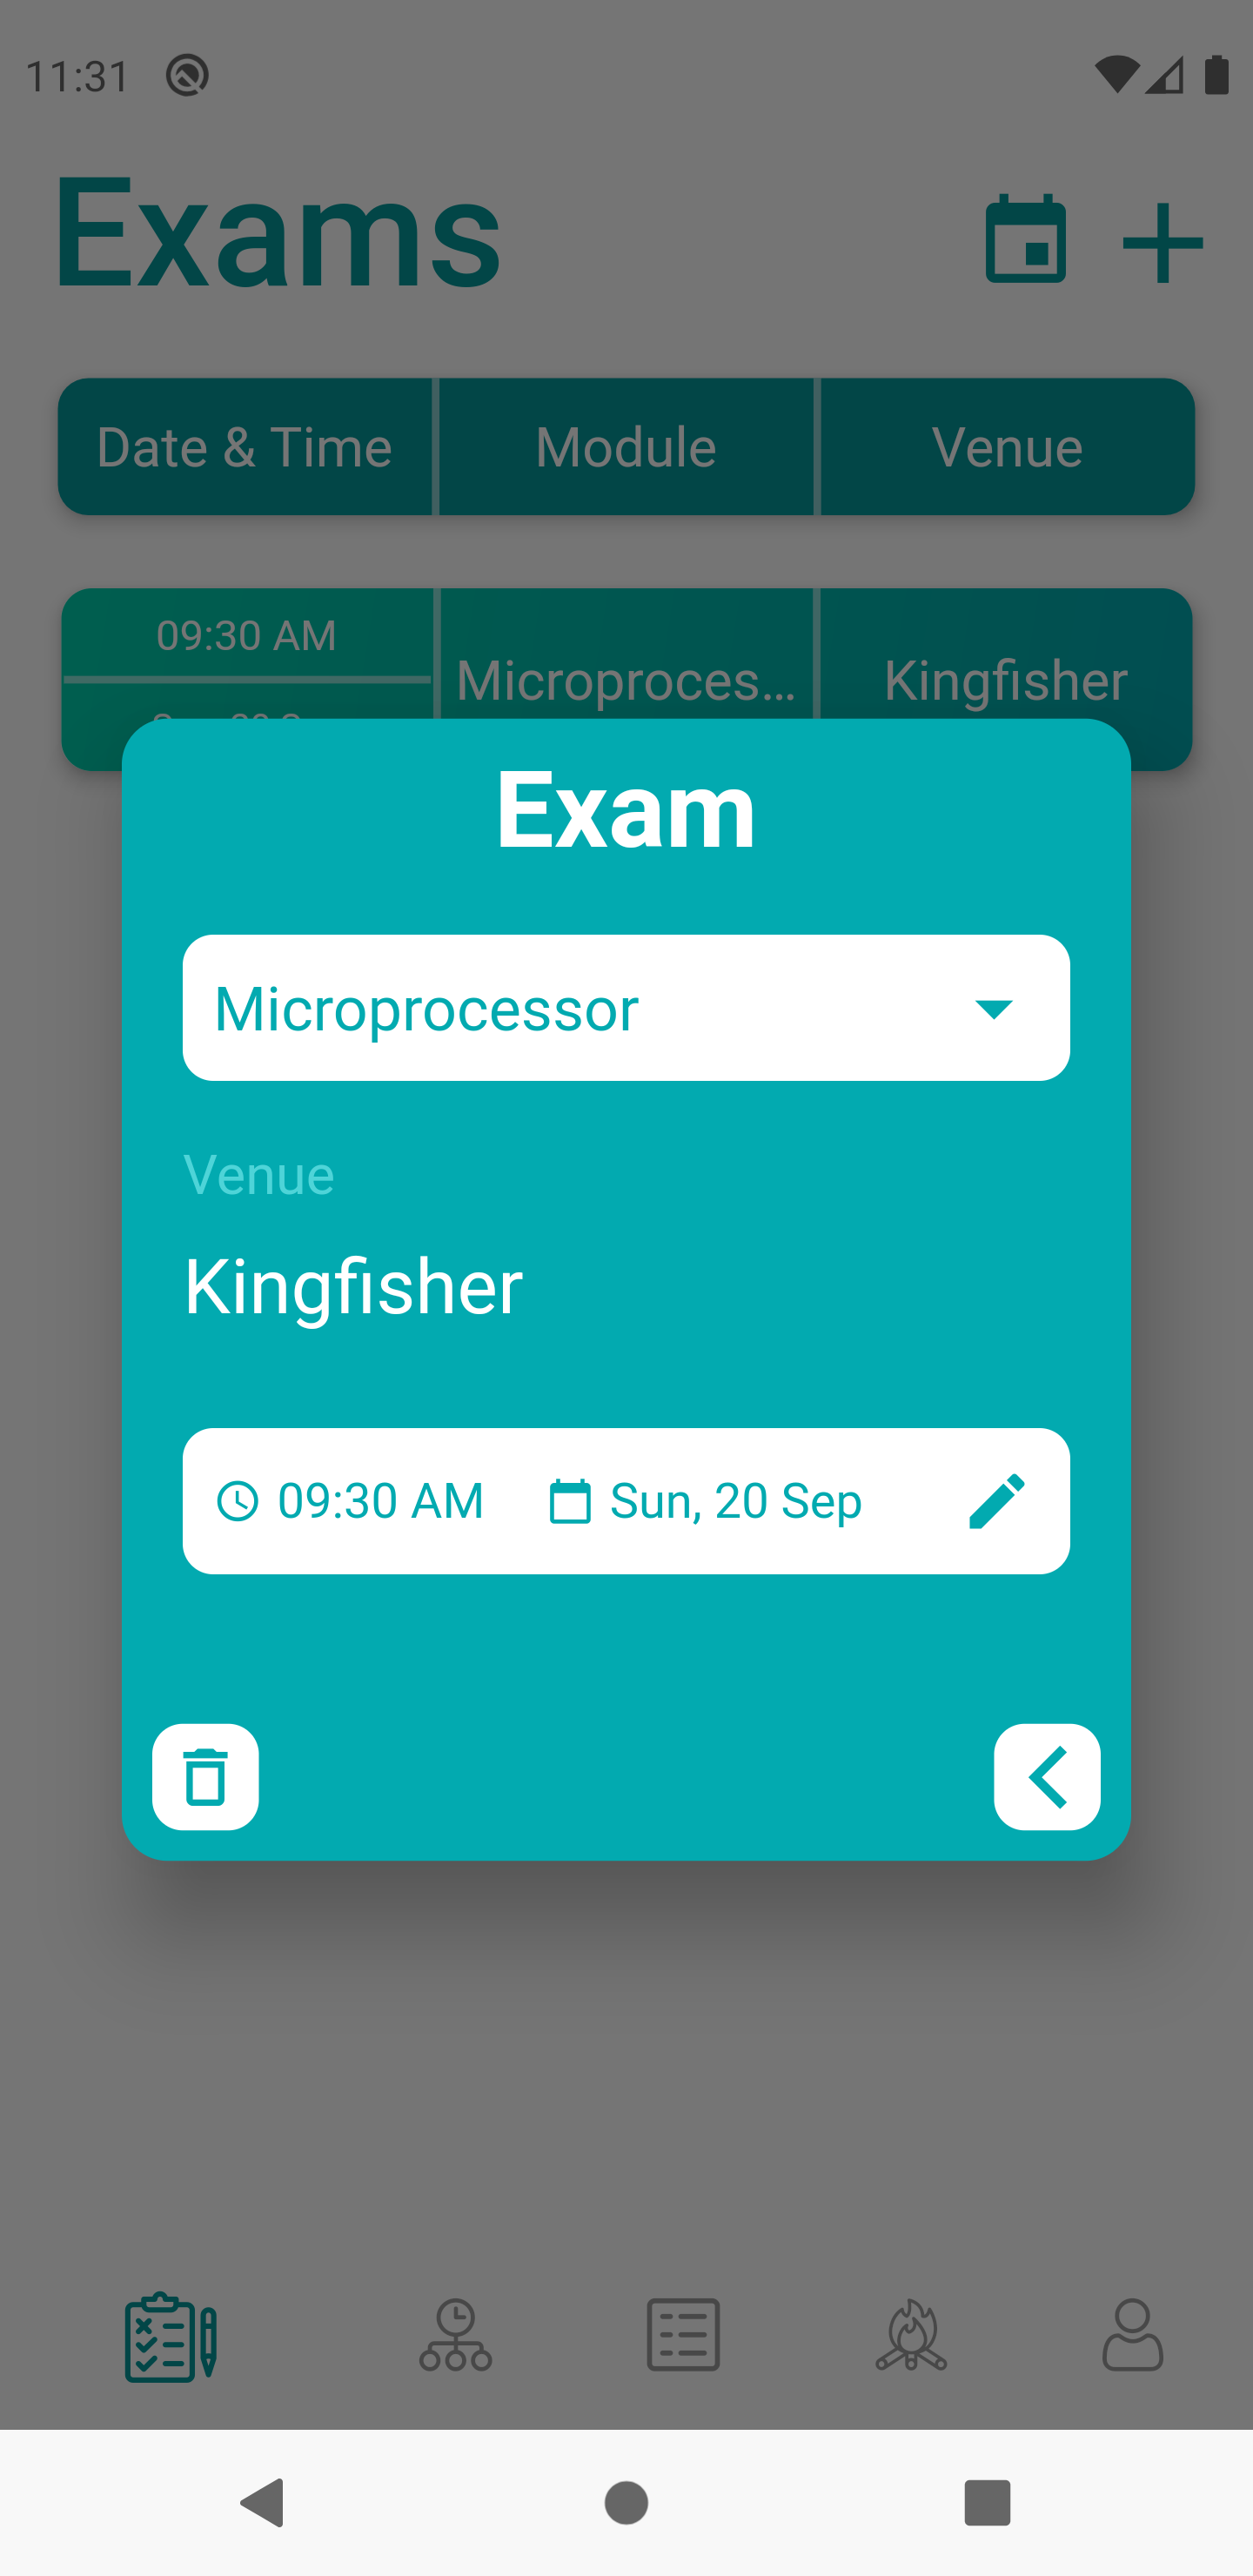 11:31
Exams
Date & Time
Module
Venue
09:30 AM
Microproces...
Kingfisher
Exam
Microprocessor
Venue
Kingfisher
09:30 AM
Sun, 20 Sep